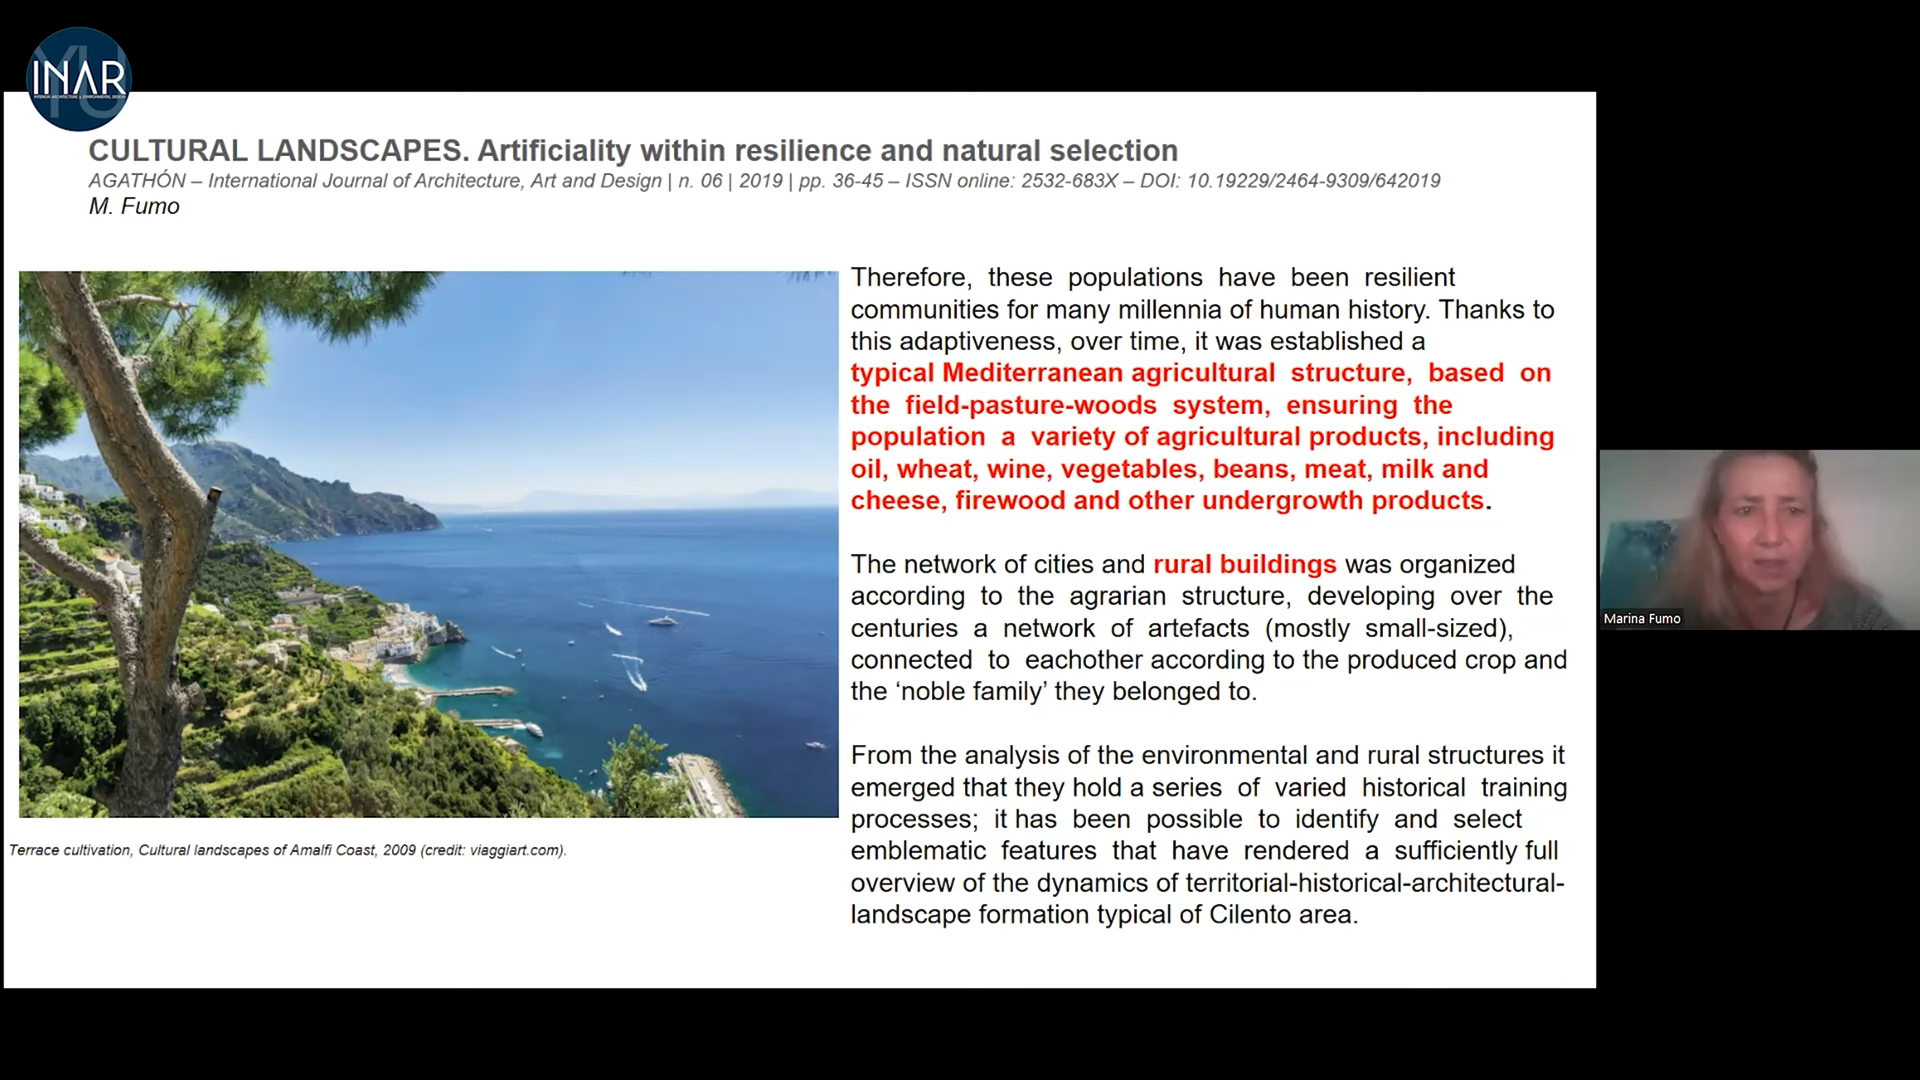 INAR
CULTURAL LANDSCAPES. Artificiality within resilience and natural selection
AGATHÓN – International Journal of Architecture, Art and Design | n. 06 | 2019 | pp. 36-45 – ISSN online: 2532-683X – DOI: 10.19229/2464-9309/642019
M. Fumo
Therefore, these populations have been resilient
communities for many millennia of human history. Thanks to
this adaptiveness, over time, it was established a
typical Mediterranean agricultural structure, based on
the field-pasture-woods system, ensuring the
population a variety of agricultural products, including
oil, wheat, wine, vegetables, beans, meat, milk and
cheese, firewood and other undergrowth products.
The network of cities and rural buildings was organized
according to the agrarian structure, developing over the
centuries a network of artefacts (mostly small-sized),
connected to eachother according to the produced crop and
the ‘noble family’ they belonged to.
From the analysis of the environmental and rural structures it
emerged that they hold a series of varied historical training
processes; it has been possible to identify and select
emblematic features that have rendered a sufficiently full
overview of the dynamics of territorial-historical-architectural-
landscape formation typical of Cilento area.
Terrace cultivation, Cultural landscapes of Amalfi Coast, 2009 (credit: viaggiart.com).
Marina Fumo